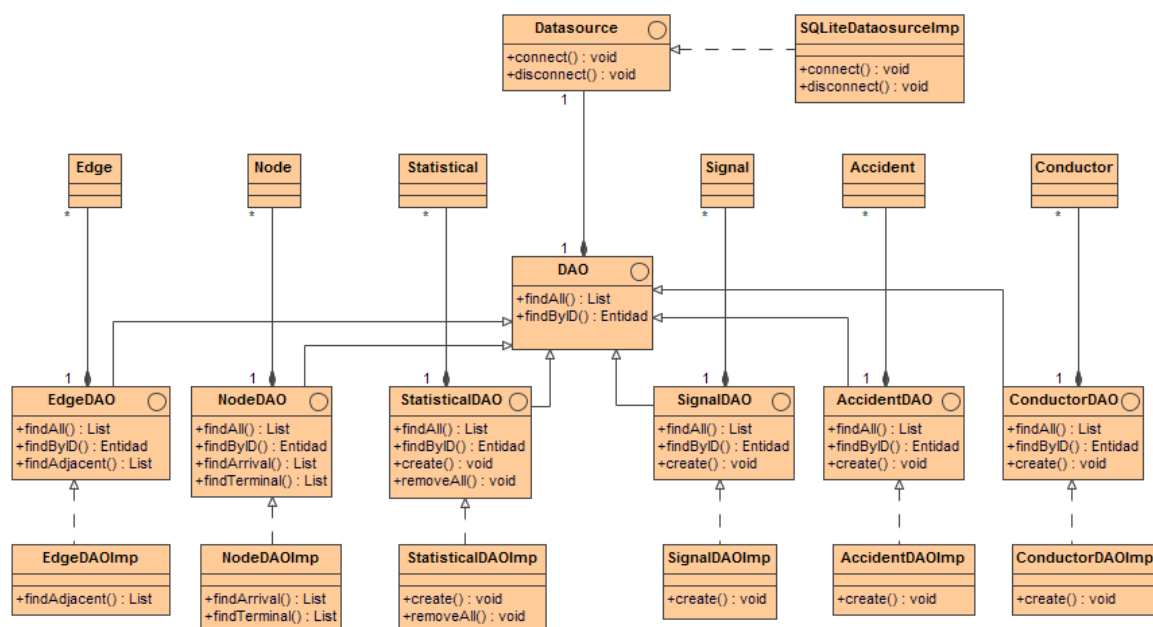 Datasource
+connect() : void
+disconnect() : void
SQLiteDataosurceImp
+connect() : void
+disconnect() : void
1
Edge
Node
Statistical
Signal
Accident
Conductor
*
*
*
*
*
*
1
DAO
+findAll() : List
+findByID() : Entidad
1
1
1
1
1
1
EdgeDAO
+findAll() : List
+findByID() : Entidad
+findAdjacent() : List
NodeDAO
+findAll() : List
+findByID() : Entidad
+findArrival() : List
+findTerminal() : List
StatisticalDAO
+findAll() : List
+findByID() : Entidad
+create() : void
+removeAll() : void
SignalDAO
+findAll() : List
+findByID() : Entidad
+create() : void
AccidentDAO
+findAll() : List
+findByID() : Entidad
+create() : void
ConductorDAO
+findAll() : List
+findByID() : Entidad
+create() : void
EdgeDAOImp
+findAdjacent() : List
NodeDAOImp
+findArrival() : List
+findTerminal() : List
StatisticalDAOImp
+create() : void
+removeAll() : void
SignalDAOImp
+create() : void
AccidentDAOImp
+create() : void
ConductorDAOImp
+create() : void